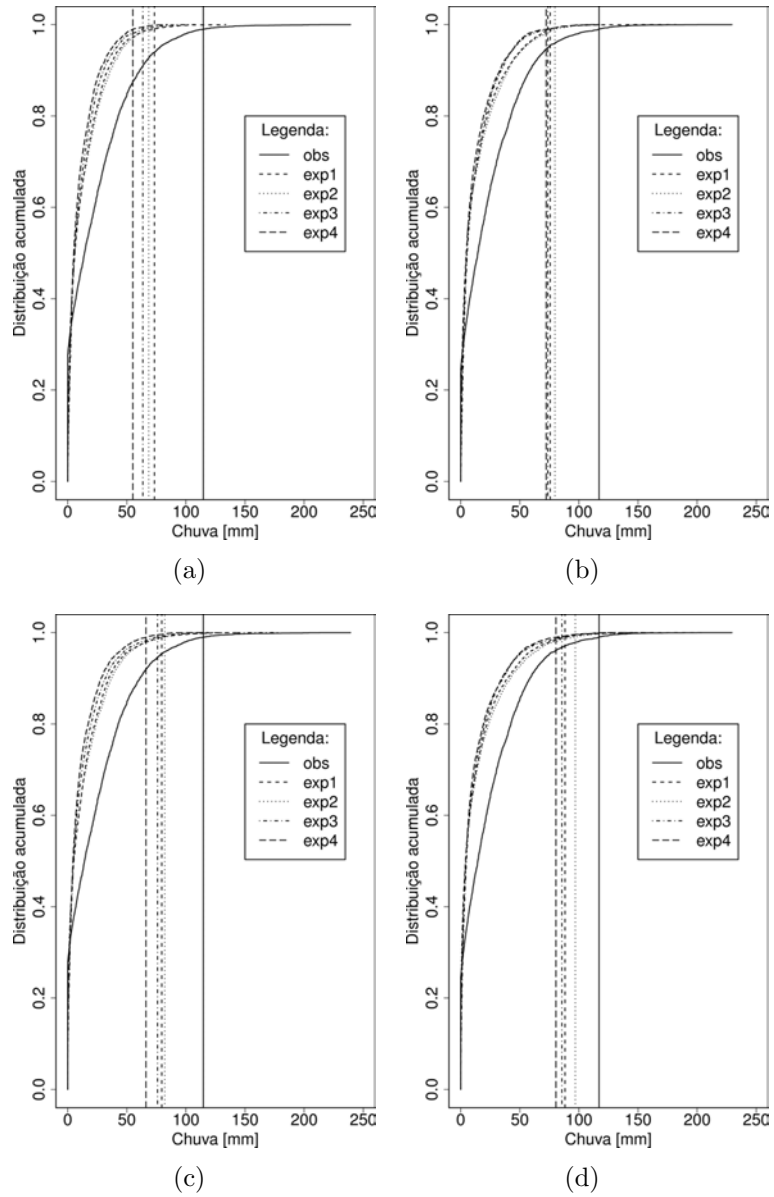 Distribuição acumulada
1.0
0.8
0.6
0.4
0.2
0.0
Legenda:
obs
exp1
exp2
exp3
exp4
0 50 100 150 200 250
Chuva [mm]
(a)
Distribuição acumulada
1.0
0.8
0.6
0.4
0.2
0.0
Legenda:
obs
exp1
exp2
exp3
exp4
0 50 100 150 200 250
Chuva [mm]
(b)
Distribuição acumulada
1.0
0.8
0.6
0.4
0.2
0.0
Legenda:
obs
exp1
exp2
exp3
exp4
0 50 100 150 200 250
Chuva [mm]
(c)
Distribuição acumulada
1.0
0.8
0.6
0.4
0.2
0.0
Legenda:
obs
exp1
exp2
exp3
exp4
0 50 100 150 200 250
Chuva [mm]
(d)